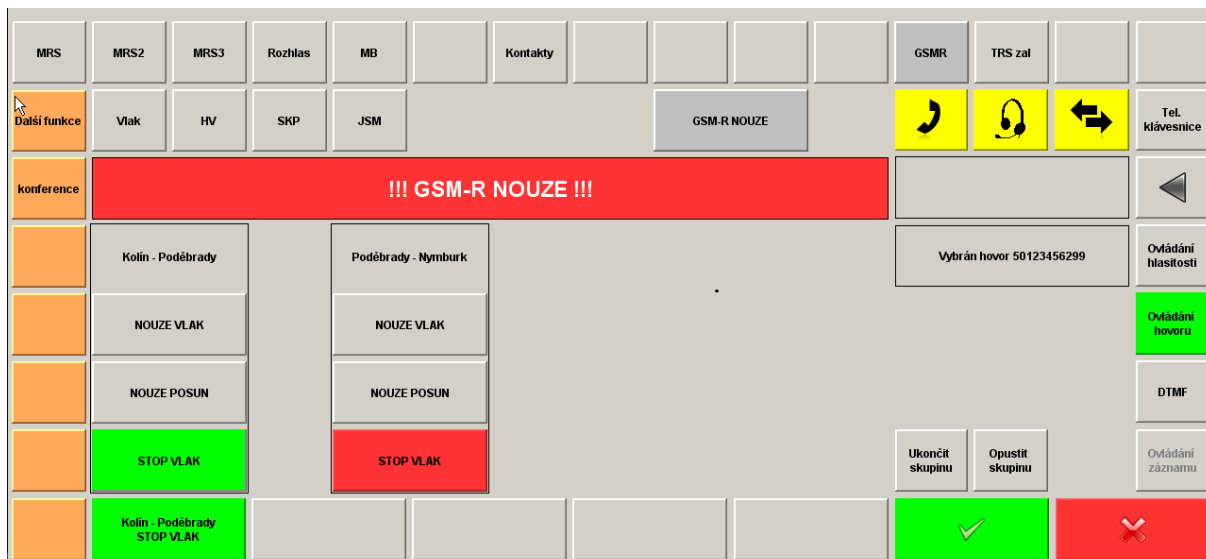 MRS
MRS2
MRS3
Rozhlas
MB
Kontakty
GSMR
TRS zal
Další funkce
Vlak
HV
SKP
JSM
GSM-R NOUZE
Tel.
klávesnice
konference
!!! GSM-R NOUZE !!!
Kolín - Poděbrady
Poděbrady - Nymburk
Vybrán hovor 50123456299
Ovládání
hlasitosti
NOUZE VLAK
NOUZE VLAK
Ovládání
hovoru
NOUZE POSUN
NOUZE POSUN
DTMF
STOP VLAK
STOP VLAK
Ukončit
skupinu
Opustit
skupinu
Ovládání
záznamu
Kolín - Poděbrady
STOP VLAK